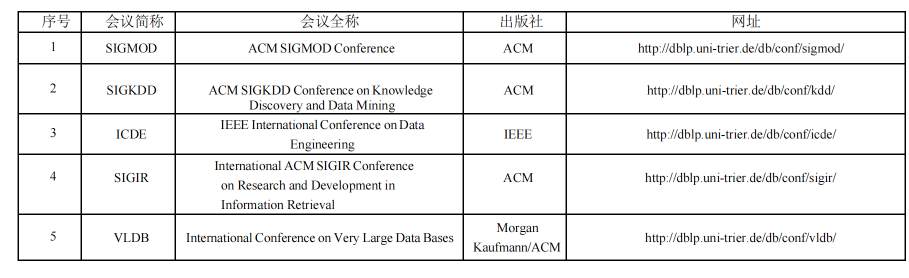 序号 会议简称 会议全称 出版社 网址
1 SIGMOD ACM SIGMOD Conference ACM http://dblp.uni-trier.de/db/conf/sigmod/
2 SIGKDD ACM SIGKDD Conference on Knowledge
Discovery and Data Mining ACM http://dblp.uni-trier.de/db/conf/kdd/
3 ICDE IEEE International Conference on Data
Engineering IEEE http://dblp.uni-trier.de/db/conf/icde/
4 SIGIR International ACM SIGIR Conference
on Research and Development in
Information Retrieval ACM http://dblp.uni-trier.de/db/conf/sigir/
5 VLDB International Conference on Very Large Data Bases Morgan
Kaufmann/ACM http://dblp.uni-trier.de/db/conf/vldb/